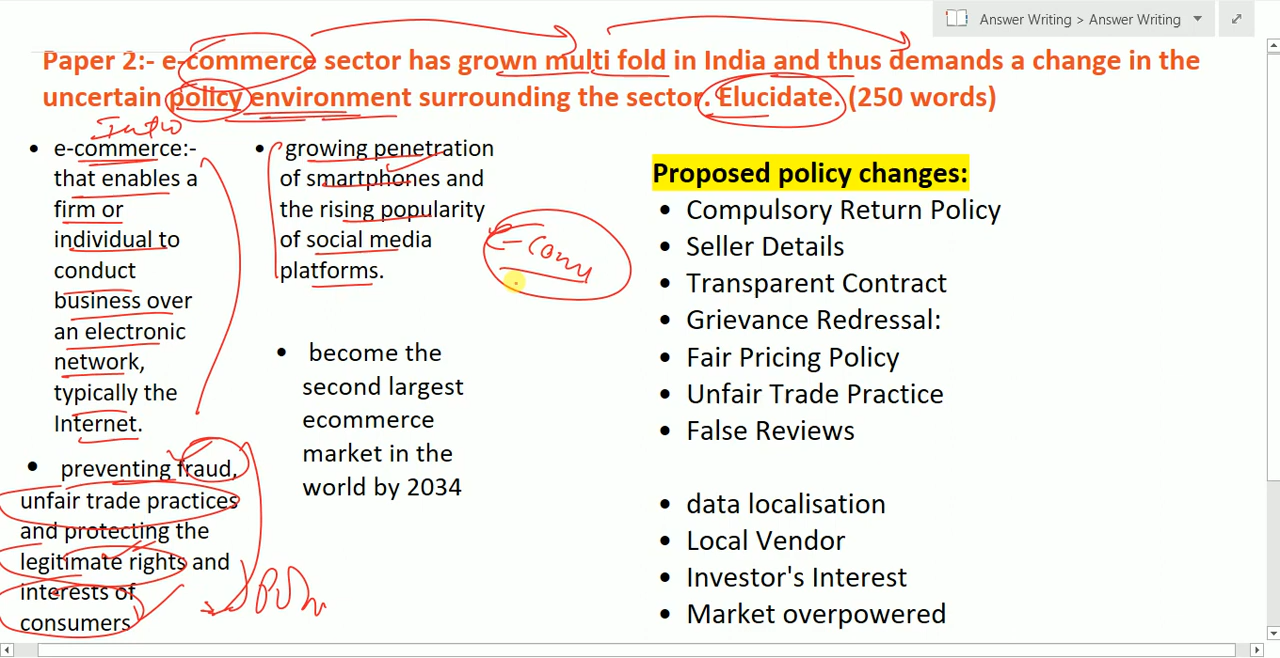 Answer Writing > Answer Writing
Paper 2:- e-commerce sector has grown multi fold in India and thus demands a change in the
uncertain policy environment surrounding the sector. Elucidate. (250 words)
Intro
• e-commerce:-
that enables a
firm or
individual to
conduct
business over
an electronic
network,
typically the
Internet.
• preventing fraud,
unfair trade practices
and protecting the
legitimate rights and
interests of
consumers
• growing penetration
of smartphones and
the rising popularity
of social media
platforms.
e-com
• become the
second largest
ecommerce
market in the
world by 2034
Proposed policy changes:
• Compulsory Return Policy
• Seller Details
• Transparent Contract
• Grievance Redressal:
• Fair Pricing Policy
• Unfair Trade Practice
• False Reviews
• data localisation
• Local Vendor
• Investor's Interest
• Market overpowered